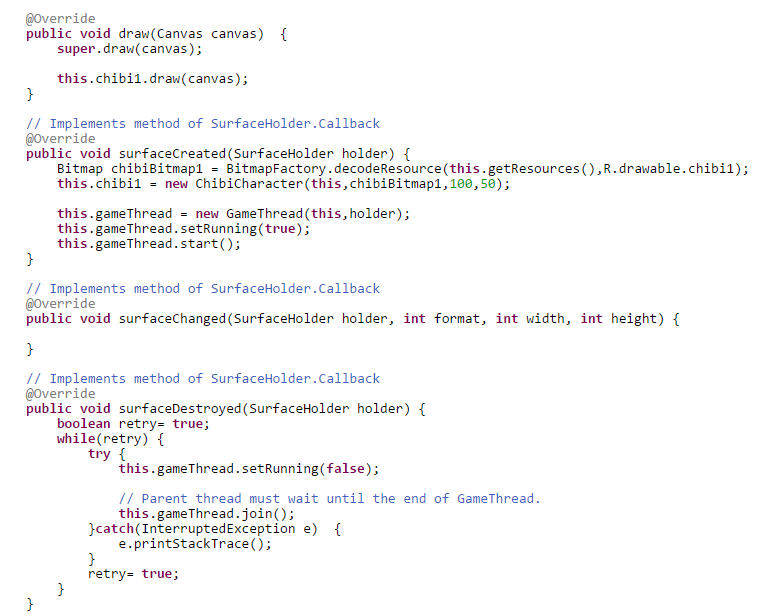 @Override
public void draw(Canvas canvas)  {
    super.draw(canvas);

    this.chibi1.draw(canvas);
}

// Implements method of SurfaceHolder.Callback
@Override
public void surfaceCreated(SurfaceHolder holder) {
    Bitmap chibiBitmap1 = BitmapFactory.decodeResource(this.getResources(),R.drawable.chibi1);
    this.chibi1 = new ChibiCharacter(this,chibiBitmap1,100,50);

    this.gameThread = new GameThread(this,holder);
    this.gameThread.setRunning(true);
    this.gameThread.start();
}

// Implements method of SurfaceHolder.Callback
@Override
public void surfaceChanged(SurfaceHolder holder, int format, int width, int height) {

}

// Implements method of SurfaceHolder.Callback
@Override
public void surfaceDestroyed(SurfaceHolder holder) {
    boolean retry= true;
    while(retry) {
        try {
            this.gameThread.setRunning(false);

            // Parent thread must wait until the end of GameThread.
            this.gameThread.join();
        }catch(InterruptedException e)  {
            e.printStackTrace();
        }
        retry= true;
    }
}